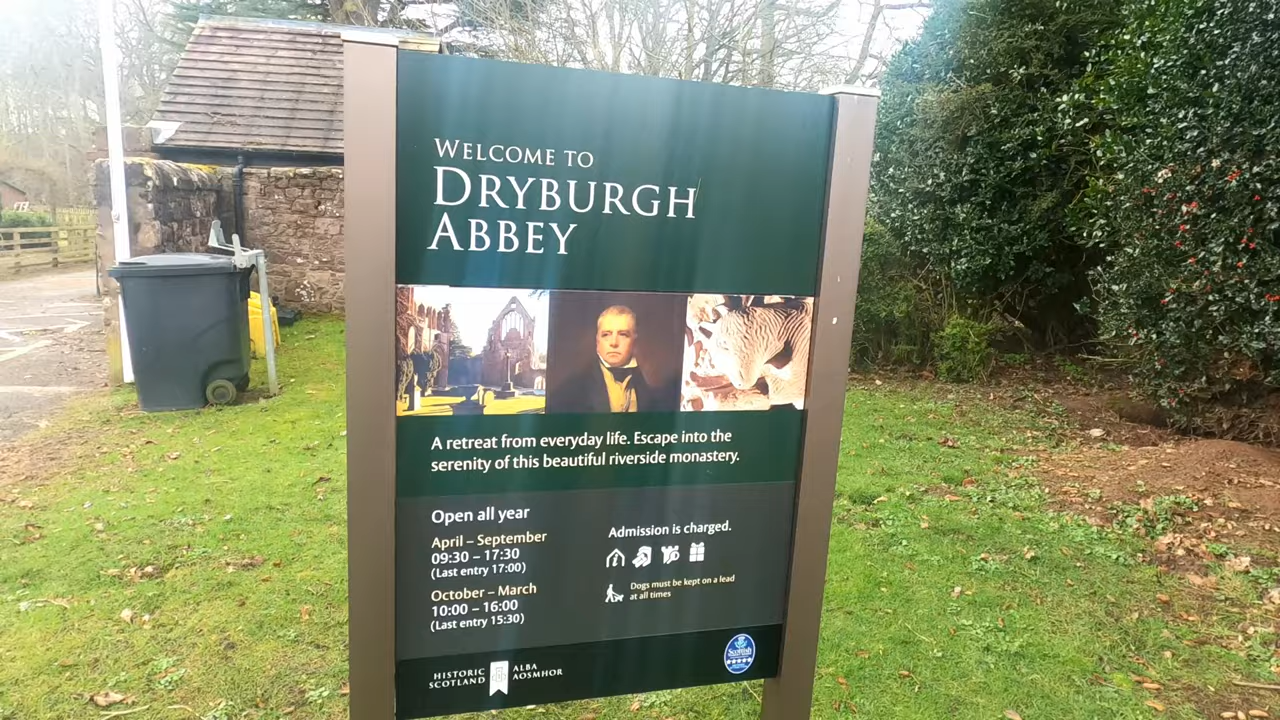 WELCOME TO
DRYBURGH
ABBEY
A retreat from everyday life. Escape into the
serenity of this beautiful riverside monastery.
Open all year
April – September
09:30 – 17:30
(Last entry 17:00)
October – March
10:00 – 16:00
(Last entry 15:30)
Admission is charged.
Dogs must be kept on a lead
at all times
HISTORIC
SCOTLAND
ALBA
AOSMHOR
Scottish